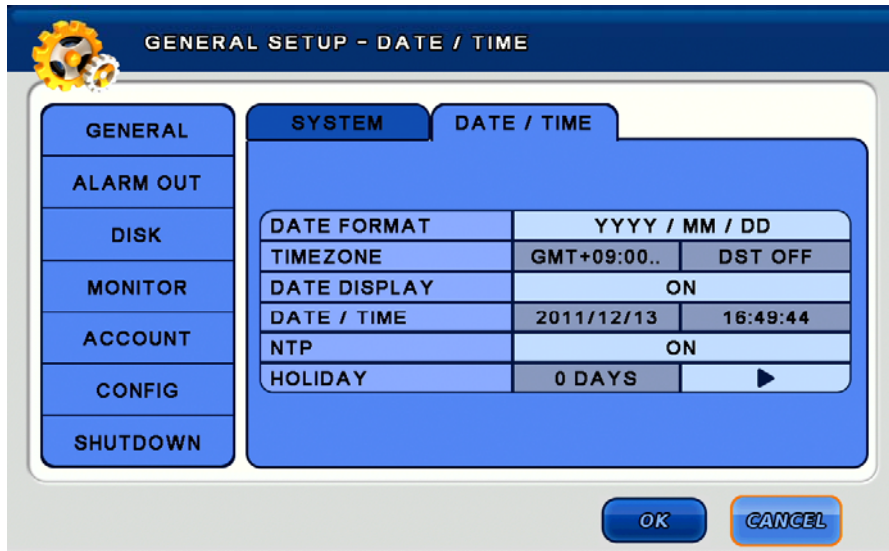 GENERAL SETUP - DATE / TIME
GENERAL
ALARM OUT
DISK
MONITOR
ACCOUNT
CONFIG
SHUTDOWN
SYSTEM DATE / TIME
DATE FORMAT YYYY / MM / DD
TIMEZONE GMT+09:00.. DST OFF
DATE DISPLAY ON
DATE / TIME 2011/12/13 16:49:44
NTP ON
HOLIDAY 0 DAYS
OK CANCEL